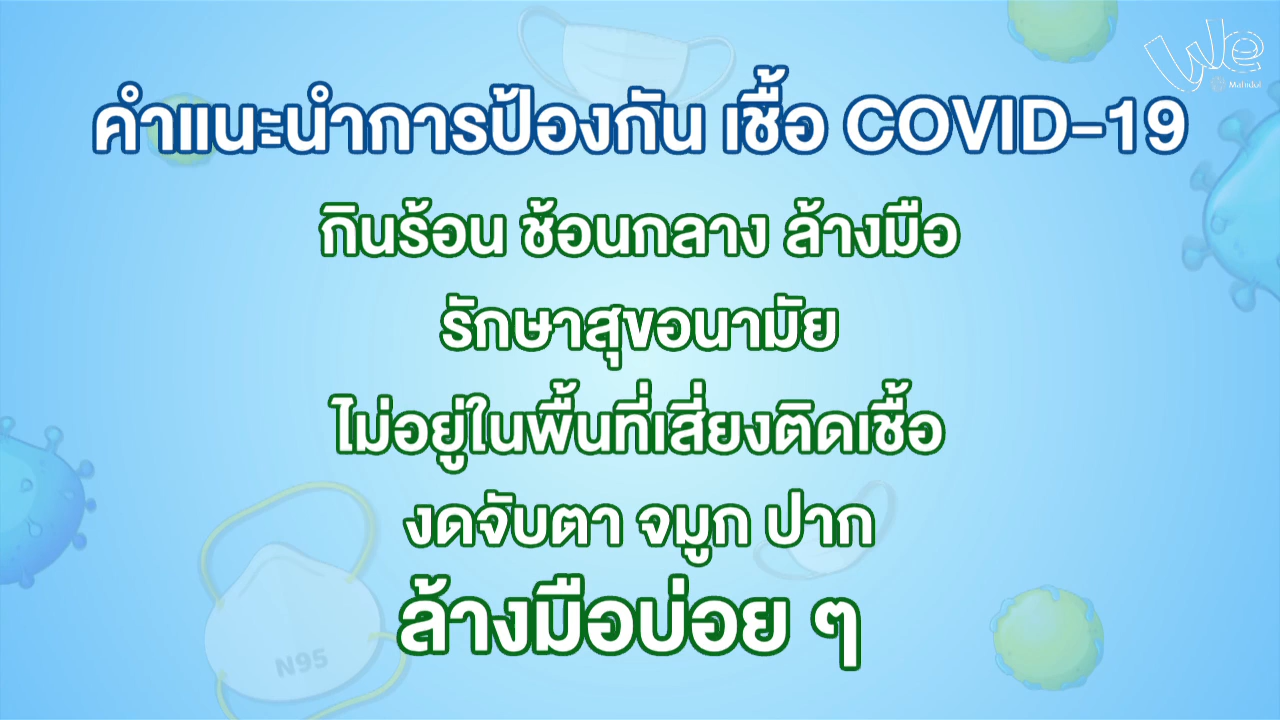 We
Mahidol
คำแนะนำการป้องกัน เชื้อ COVID-19
กินร้อน ช้อนกลาง ล้างมือ
รักษาสุขอนามัย
ไม่อยู่ในพื้นที่เสี่ยงติดเชื้อ
งดจับตา จมูก ปาก
ล้างมือบ่อย ๆ
N95